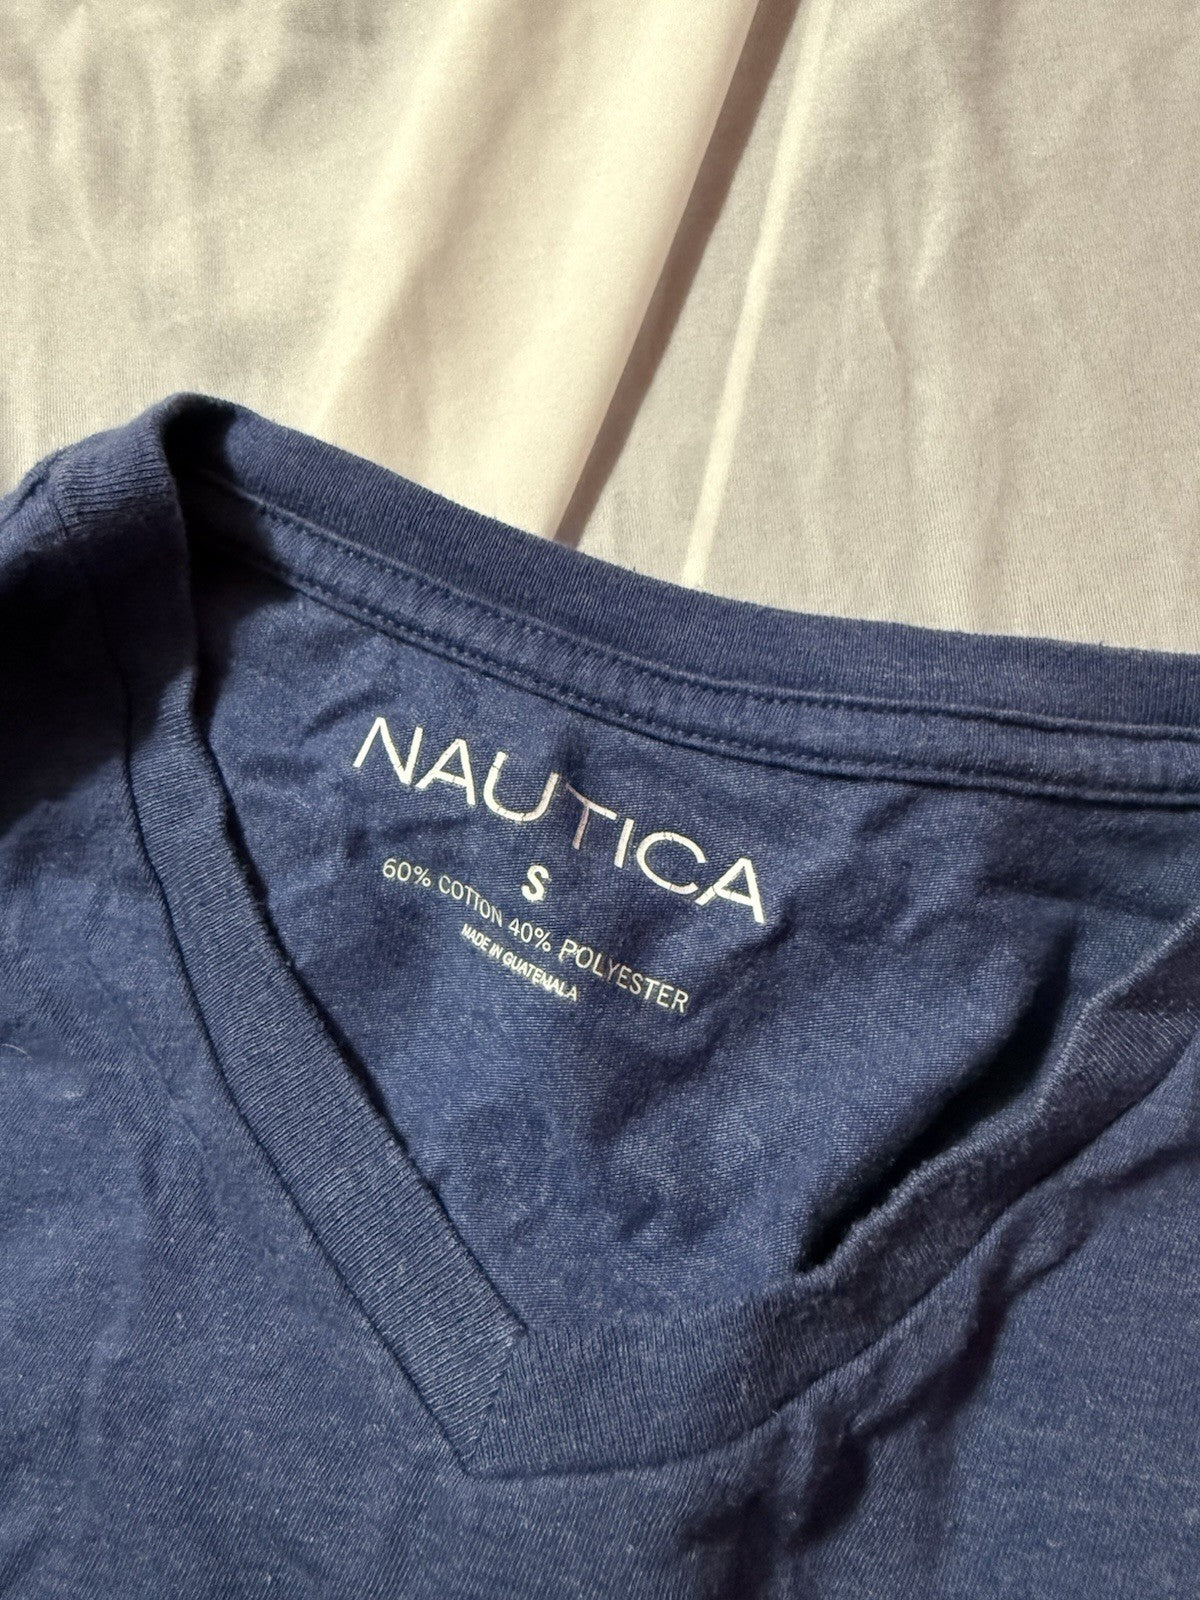 NAUTICA
S
60% COTTON 40% POLYESTER
MADE IN GUATEMALA